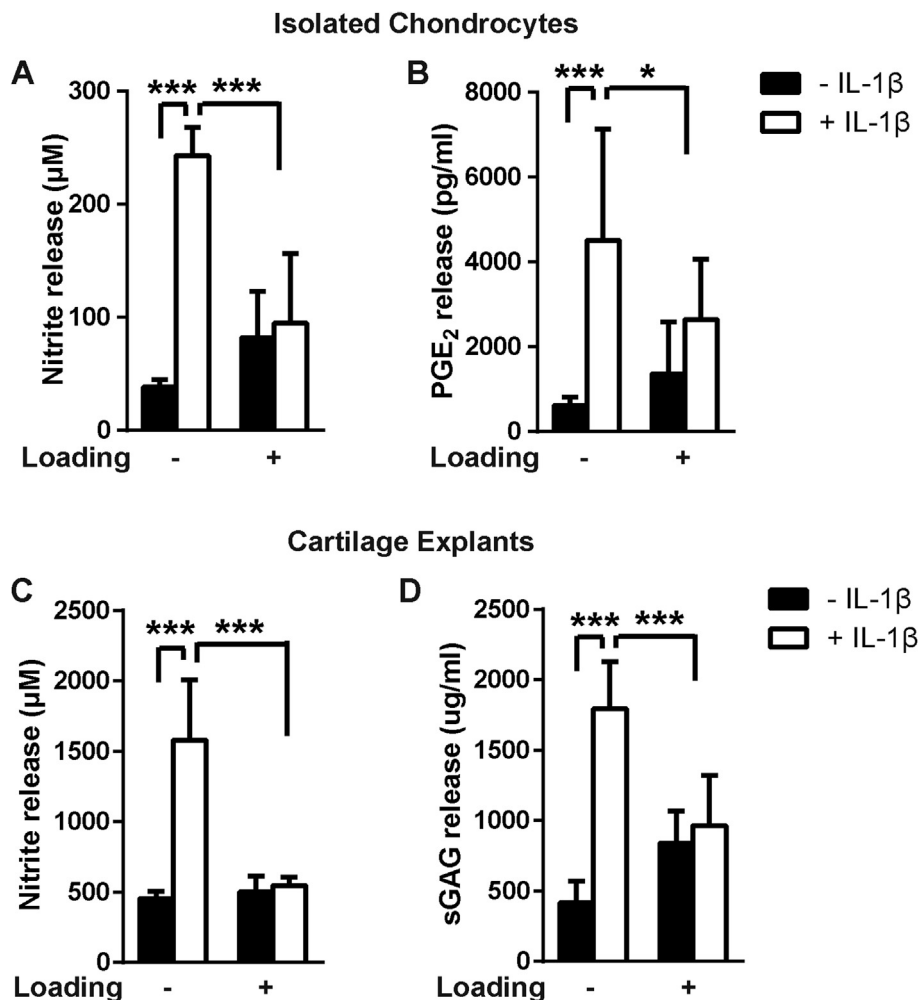 Isolated Chondrocytes
A
Nitrite release (µM)
300
200
100
0
*** ***
Loading - +
B
PGE2 release (pg/ml)
8000
6000
4000
2000
0
*** *
Loading - +
- IL-1β
+ IL-1β
Cartilage Explants
C
Nitrite release (µM)
2500
2000
1500
1000
500
0
*** ***
Loading - +
D
sGAG release (ug/ml)
2500
2000
1500
1000
500
0
*** ***
Loading - +
- IL-1β
+ IL-1β